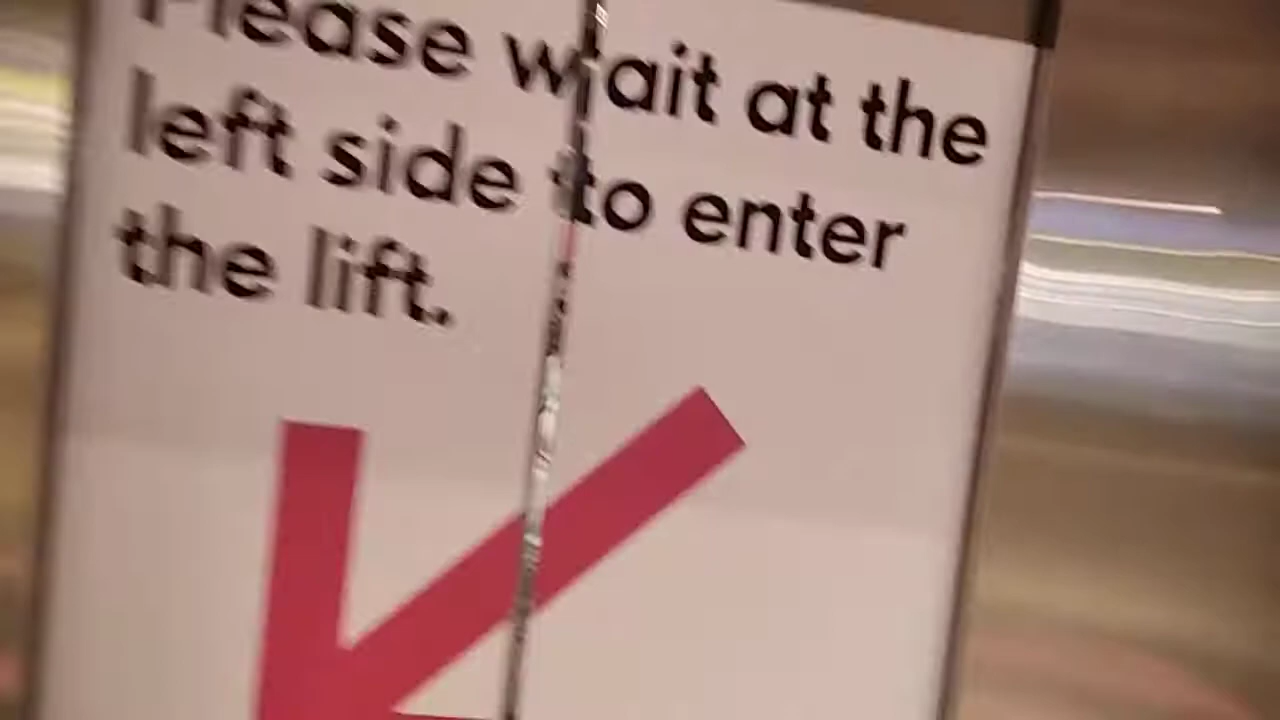 Please wait at the
left side to enter
the lift.